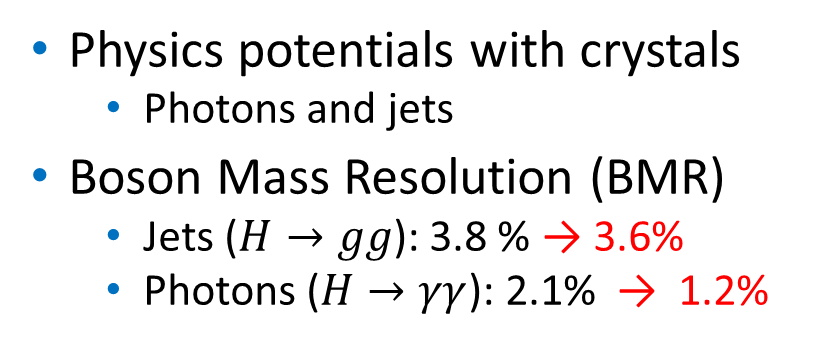 • Physics potentials with crystals
• Photons and jets
• Boson Mass Resolution (BMR)
• Jets (H → gg): 3.8 % → 3.6%
• Photons (H → γγ): 2.1% → 1.2%